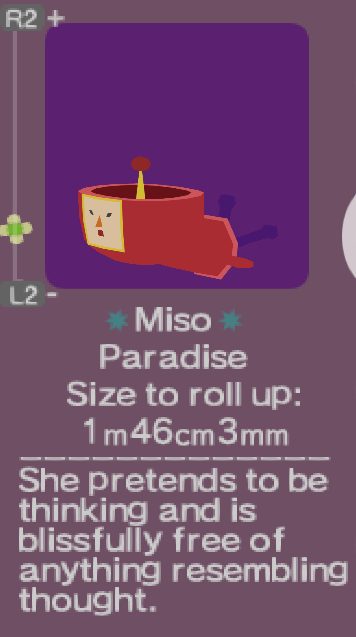 R2 +
L2 -
Miso
Paradise
Size to roll up:
1m46cm3mm
She pretends to be
thinking and is
blissfully free of
anything resembling
thought.